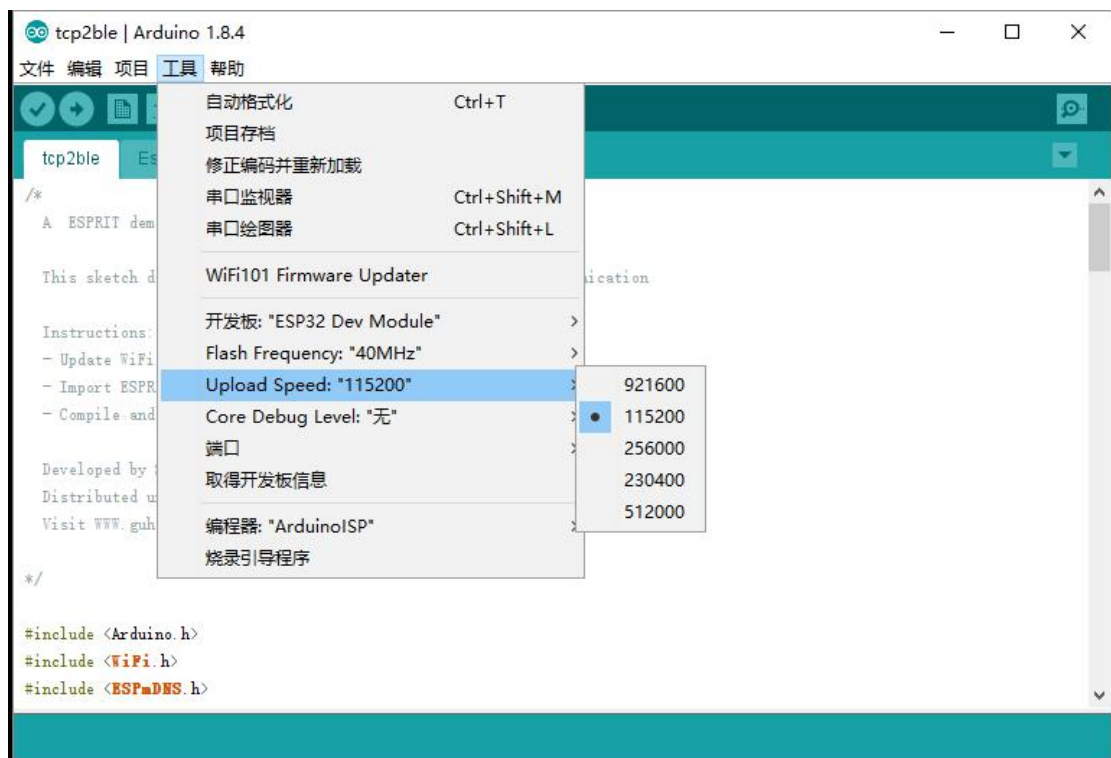 tcp2ble | Arduino 1.8.4
文件 编辑 项目 工具 帮助
tcp2ble
自动格式化 Ctrl+T
项目存档
修正编码并重新加载
串口监视器 Ctrl+Shift+M
串口绘图器 Ctrl+Shift+L
WiFi101 Firmware Updater
开发板: "ESP32 Dev Module"
Flash Frequency: "40MHz"
Upload Speed: "115200"
Core Debug Level: "无"
端口
取得开发板信息
编程器: "ArduinoISP"
烧录引导程序
921600
115200
256000
230400
512000
/*
A ESPRIT
This sketch
Instructions:
- Update WiFi
- Import
- Compile and
Developed by
Distributed
Visit
*/
#include <Arduino.h>
#include <WiFi.h>
#include <ESPmDNS.h>